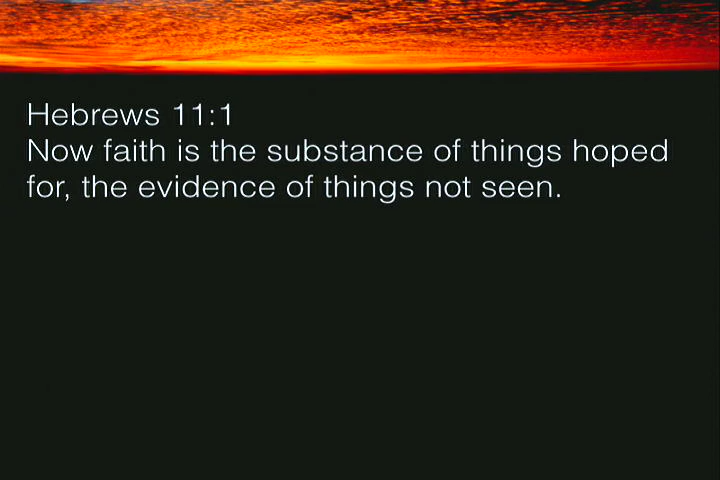 Hebrews 11:1
Now faith is the substance of things hoped
for, the evidence of things not seen.